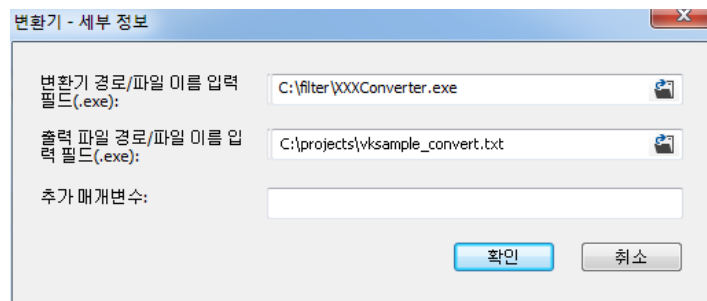 변환기 - 세부 정보
변환기 경로/파일 이름 입력
필드(.exe):
C:\filter\XXXConverter.exe
출력 파일 경로/파일 이름 입
력 필드(.exe):
C:\projects\vksample_convert.txt
추가 매개변수:
확인
취소